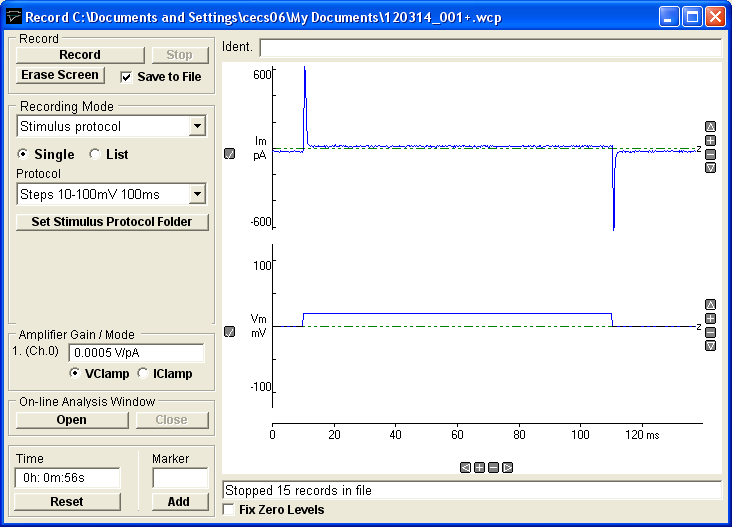 Record C:\Documents and Settings\cecs06\My Documents\120314_001+.wcp
Record
Record Stop
Erase Screen Save to File
Recording Mode
Stimulus protocol
Single List
Protocol
Steps 10-100mV 100ms
Set Stimulus Protocol Folder
Amplifier Gain / Mode
1. (Ch.0) 0.0005 V/pA
VClamp IClamp
On-line Analysis Window
Open Close
Time Marker
0h: 0m:56s
Reset Add
Ident.
600
Im
pA
z
-600
100
Vm
mV
z
-100
0 20 40 60 80 100 120 ms
Stopped 15 records in file
Fix Zero Levels